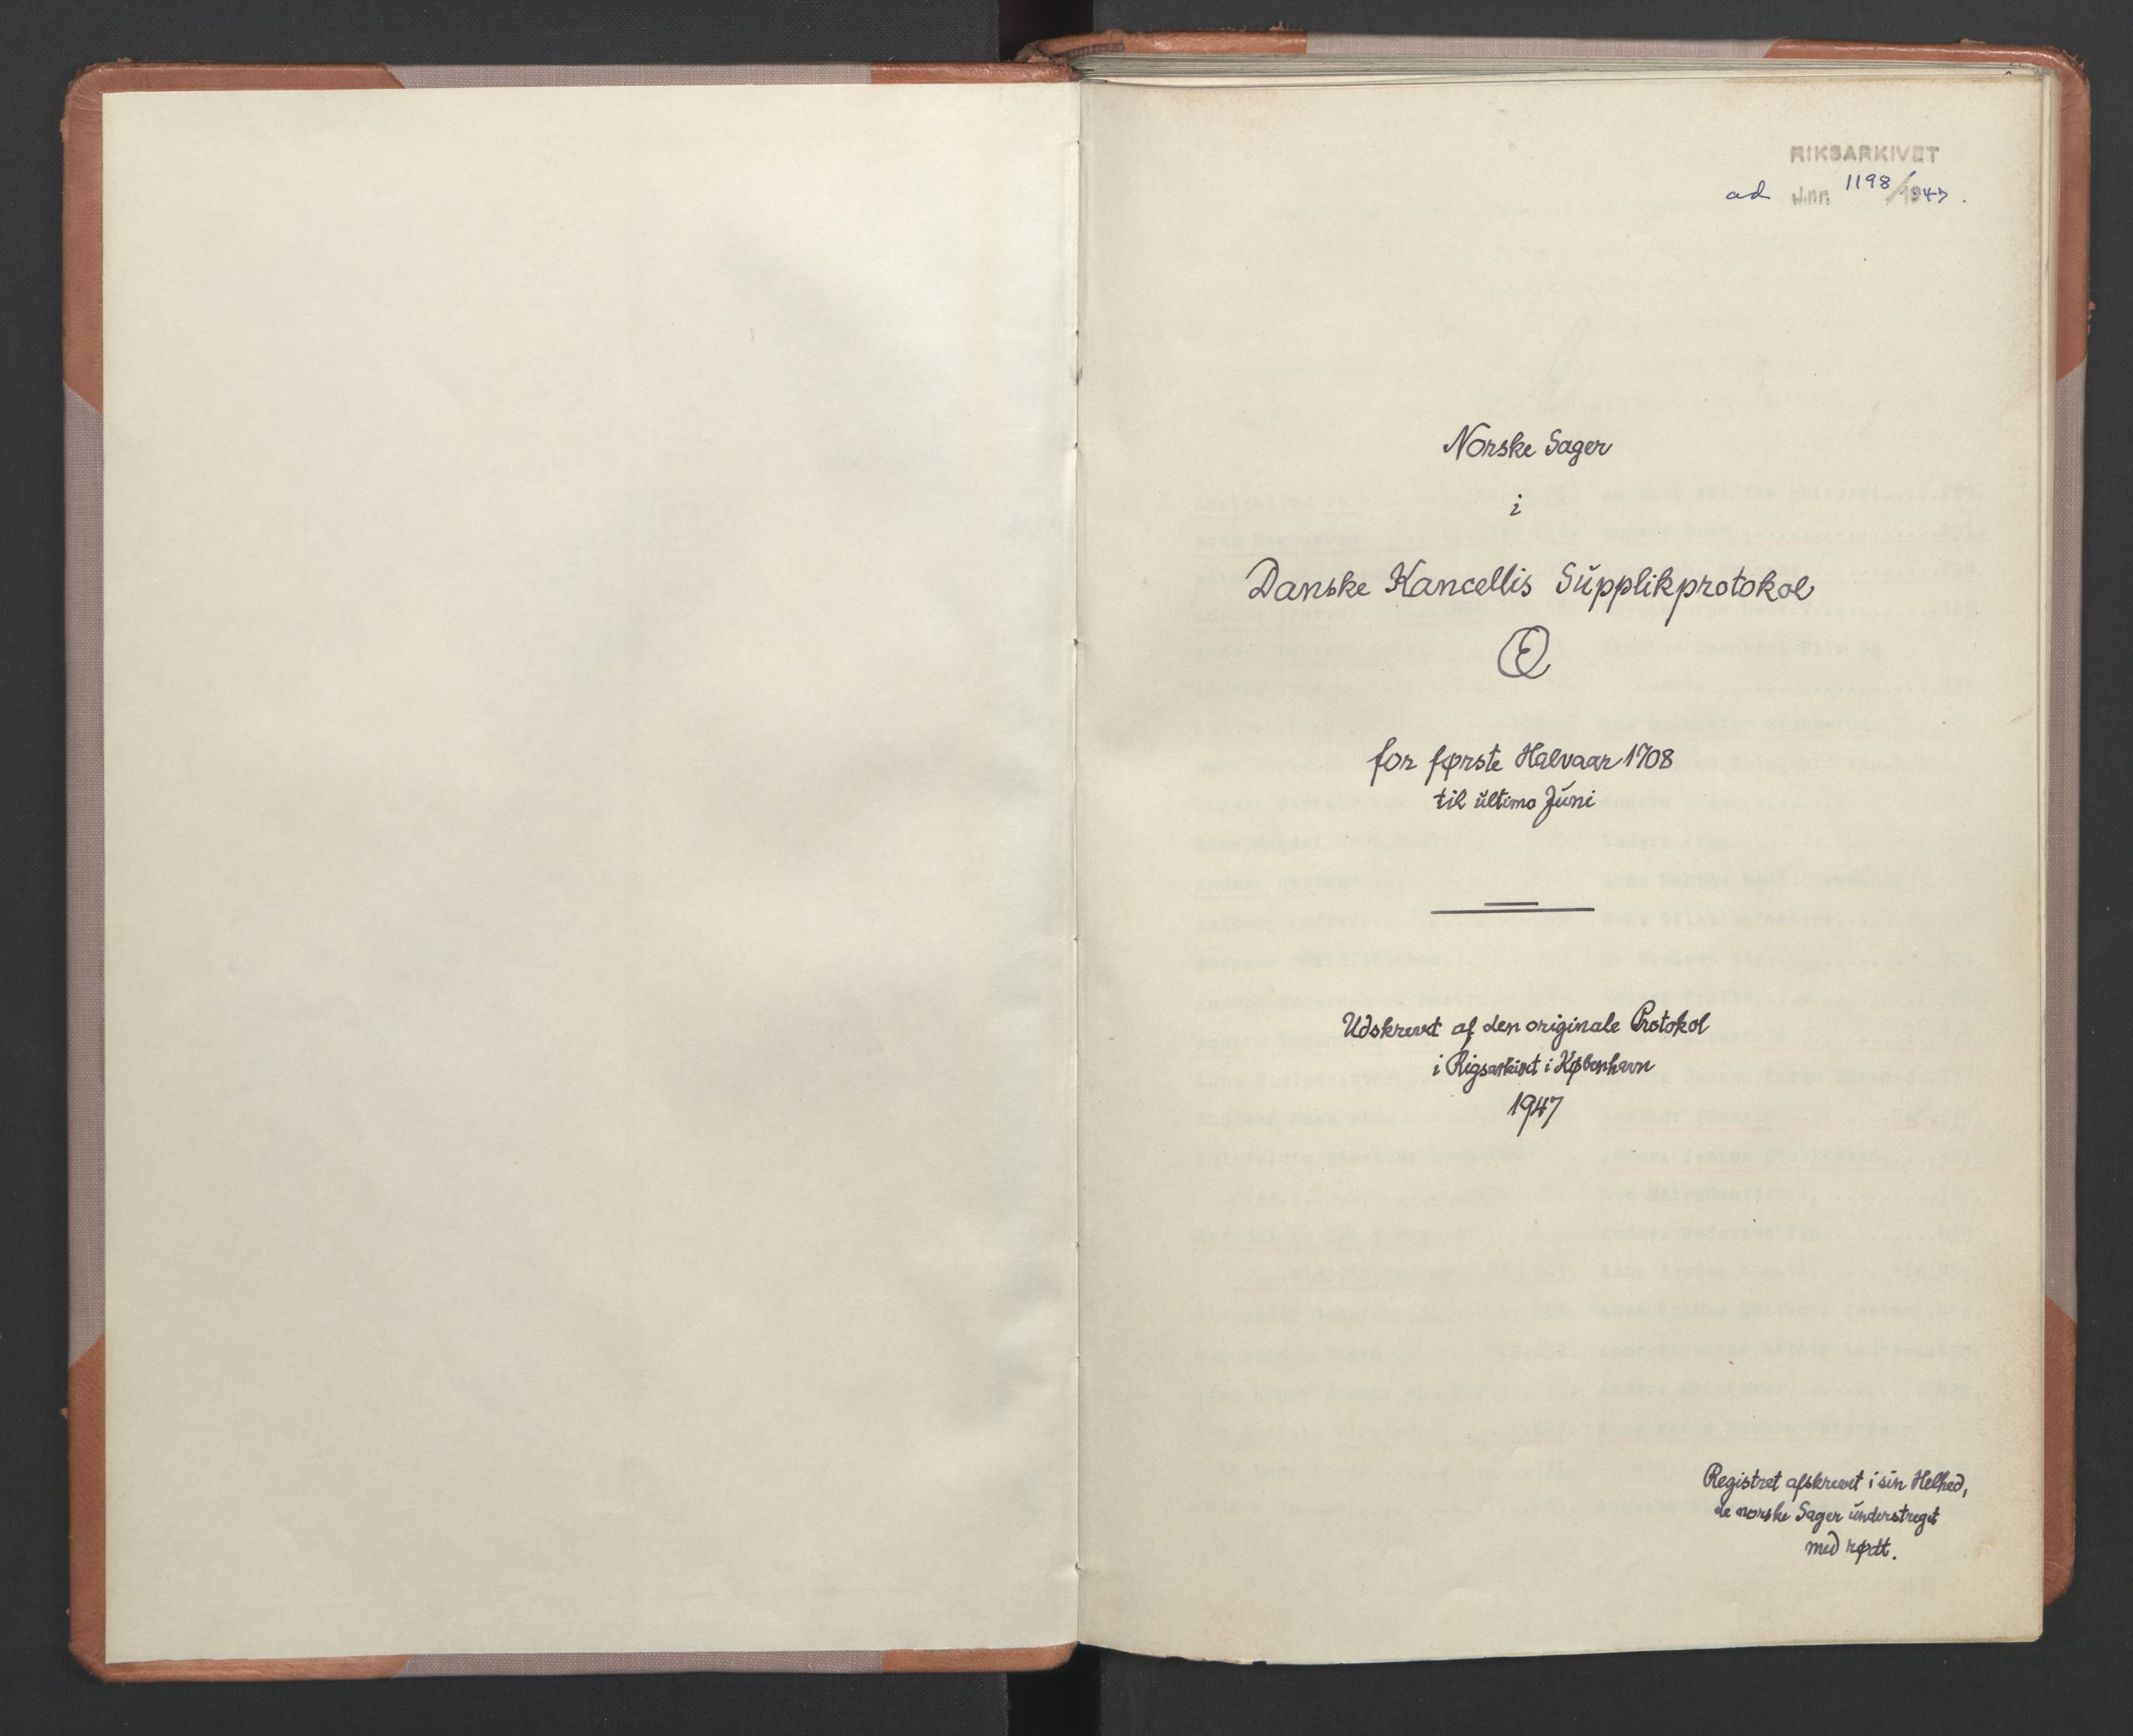 RIKSARKIVET
ad J.nr. 1198/1947.
Norske Sager
i
Danske Kancellis Supplikprotokol
for første Halvaar 1708
til ultimo Juni
Udskrevet af den originale Protokol
i Rigsarkivet i København
1947
Registret afskrevet i sin Helhed,
de norske Sager understreget
med rødt.